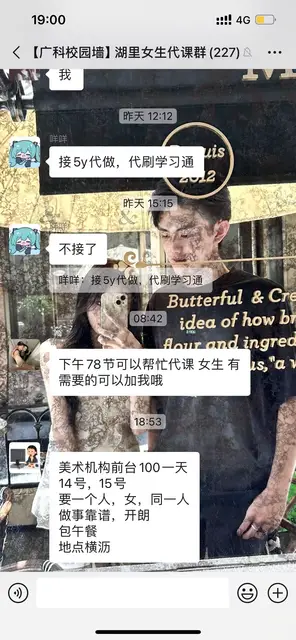 19:00
4G
【广科校园墙】湖里女生代课群(227)
我
昨天 12:12
咩咩
接5y代做，代刷学习通
2012
昨天 15:15
不接了
咩咩：接5y代做，代刷学习通
Butterful & Cre
idea of how br
flour and ingred
08:42
下午78节可以帮忙代课 女生 有
需要的可以加我哦
18:53
美术机构前台100一天
14号，15号
要一个人，女，同一人
做事靠谱，开朗
包午餐
地点横沥